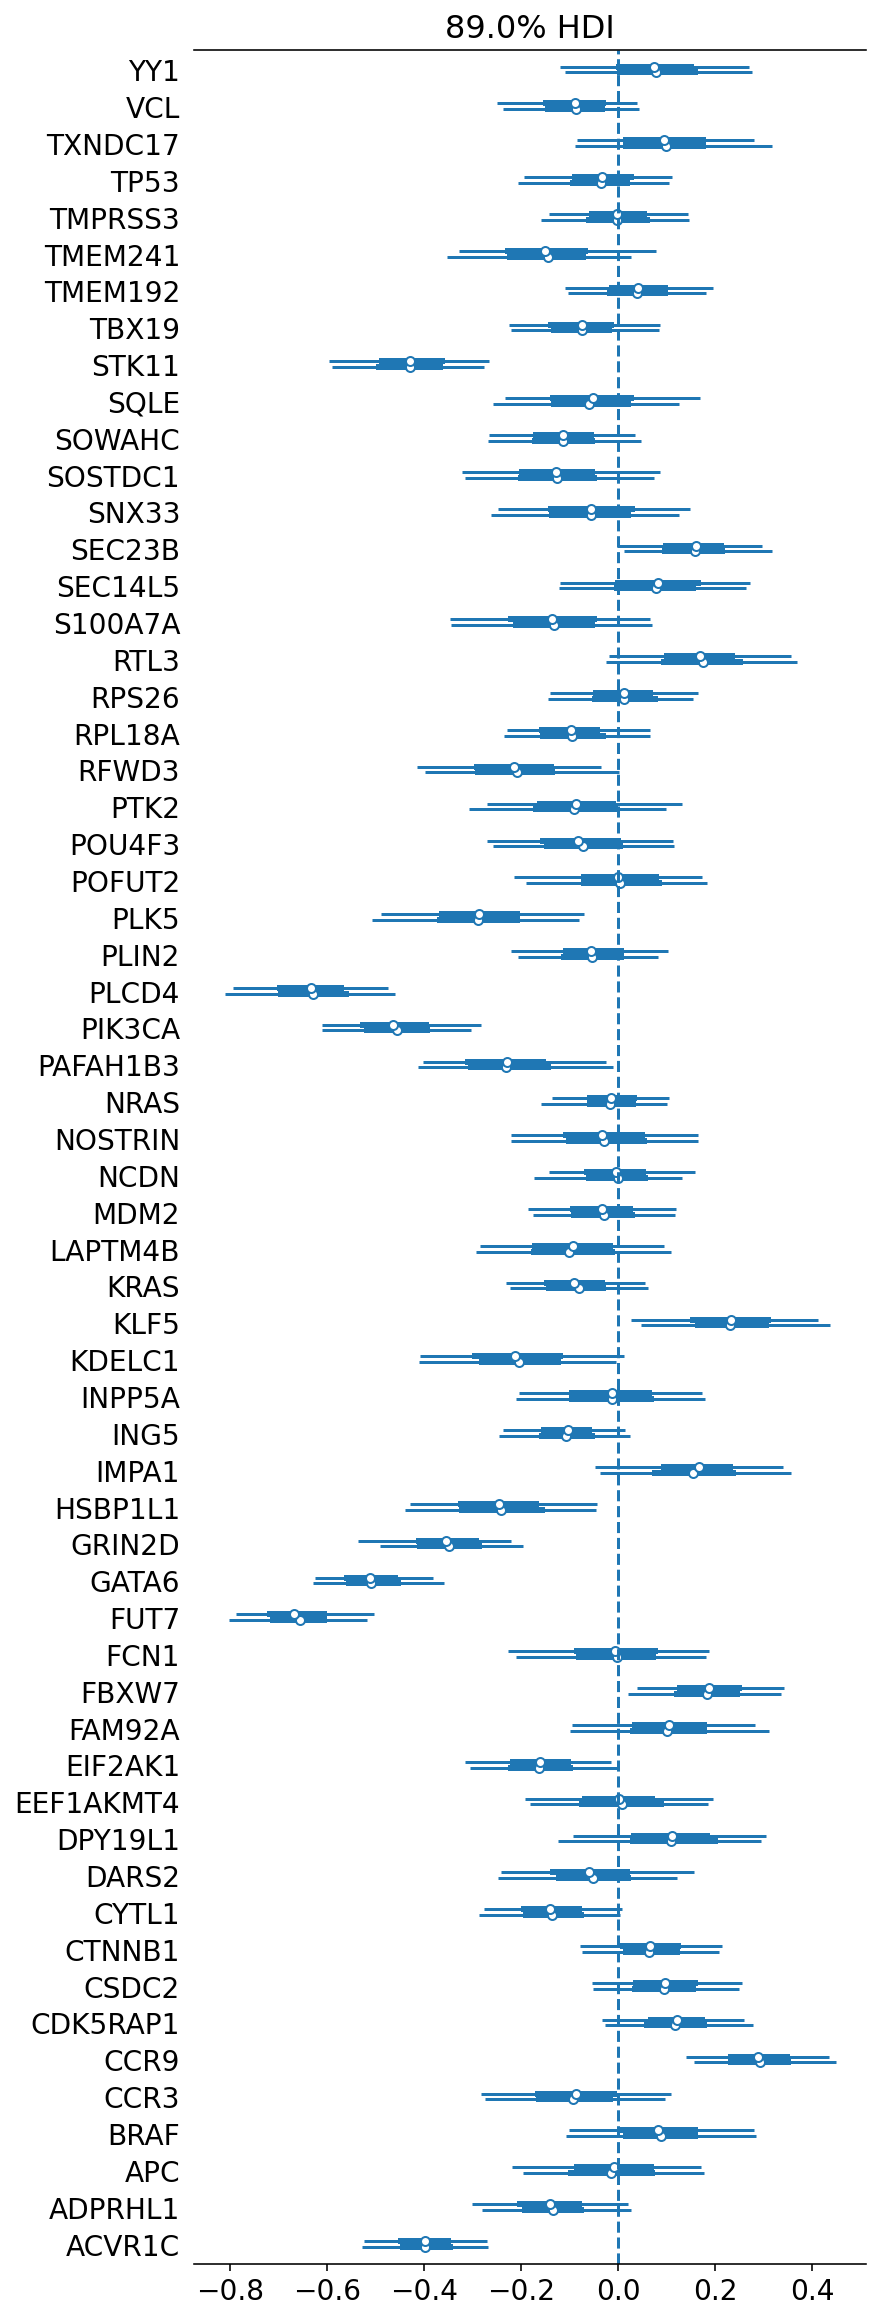 89.0% HDI
YY1
VCL
TXNDC17
TP53
TMPRSS3
TMEM241
TMEM192
TBX19
STK11
SQLE
SOWAHC
SOSTDC1
SNX33
SEC23B
SEC14L5
S100A7A
RTL3
RPS26
RPL18A
RFWD3
PTK2
POU4F3
POFUT2
PLK5
PLIN2
PLCD4
PIK3CA
PAFAH1B3
NRAS
NOSTRIN
NCDN
MDM2
LAPTM4B
KRAS
KLF5
KDELC1
INPP5A
ING5
IMPA1
HSBP1L1
GRIN2D
GATA6
FUT7
FCN1
FBXW7
FAM92A
EIF2AK1
EEF1AKMT4
DPY19L1
DARS2
CYTL1
CTNNB1
CSDC2
CDK5RAP1
CCR9
CCR3
BRAF
APC
ADPRHL1
ACVR1C
−0.8 −0.6 −0.4 −0.2 0.0 0.2 0.4